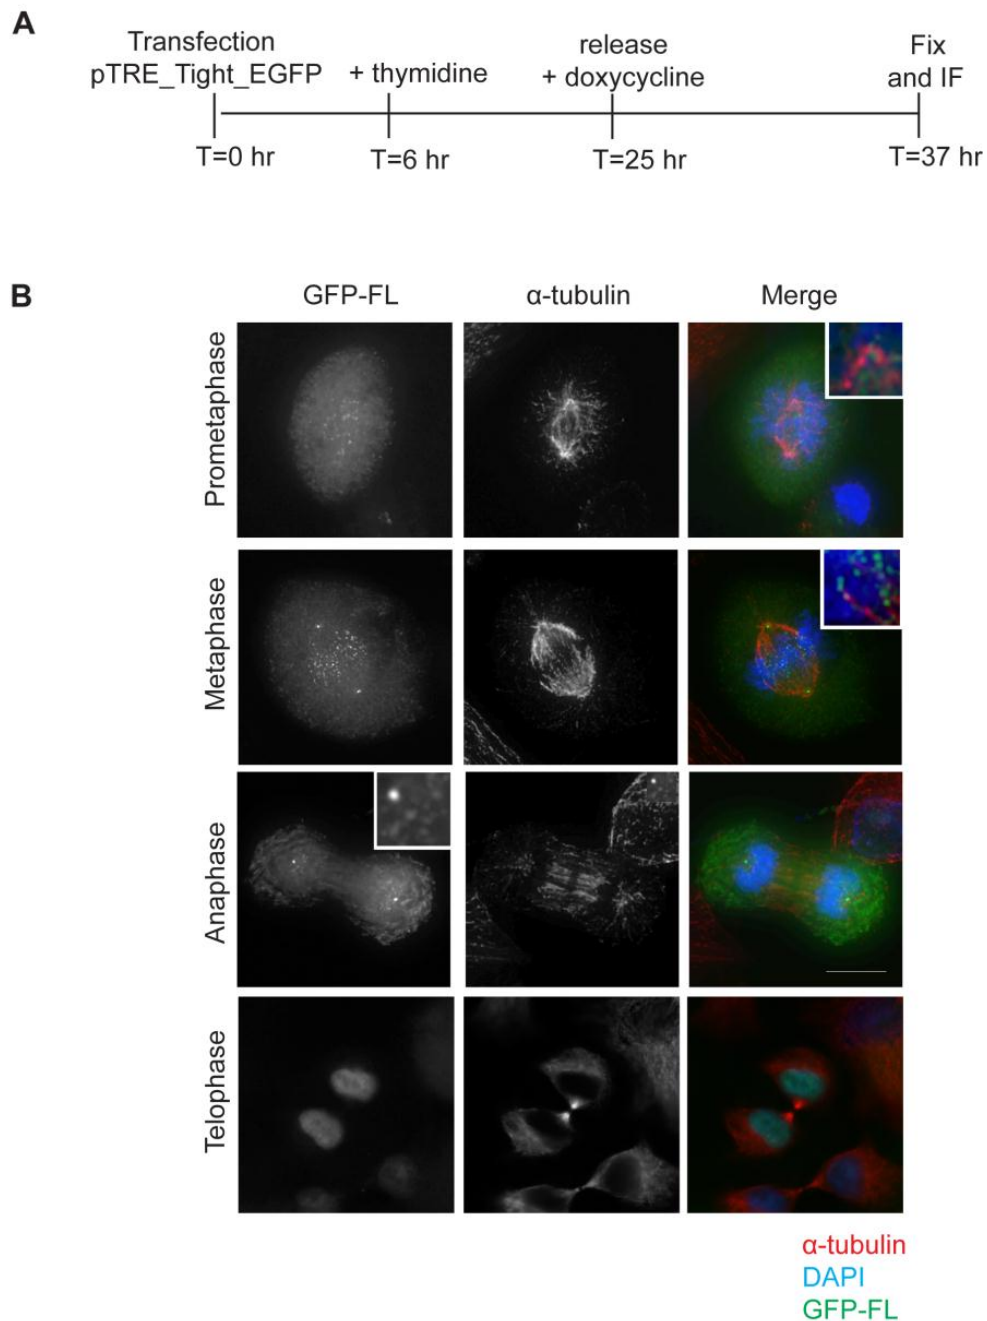 A
Transfection
pTRE_Tight_EGFP
+ thymidine
release
+ doxycycline
Fix
and IF
T=0 hr
T=6 hr
T=25 hr
T=37 hr
B
GFP-FL
α-tubulin
Merge
Prometaphase
Metaphase
Anaphase
Telophase
α-tubulin
DAPI
GFP-FL